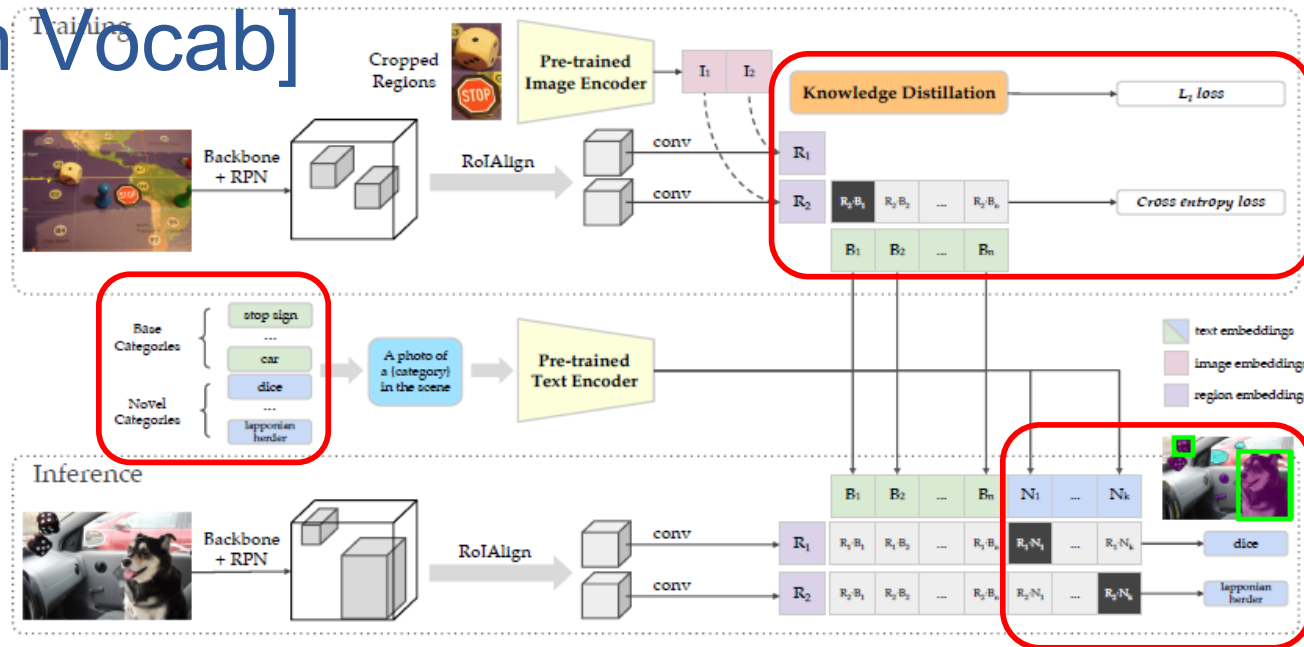 n Vocab]
Training
Cropped
Regions
STOP
Pre-trained
Image Encoder
I₁ I₂
Knowledge Distillation
L₁ loss
Backbone
+ RPN
STOP
RoIAlign
conv
conv
R₁
R₂
R₂·B₁ R₂·B₂ ... R₂·Bₙ
Cross entropy loss
B₁ B₂ ... Bₙ
Base
Categories
stop sign
...
car
Novel
Categories
dice
...
lapponian
herder
A photo of
a {category}
in the scene
Pre-trained
Text Encoder
text embeddings
image embeddings
region embeddings
Inference
Backbone
+ RPN
RoIAlign
conv
conv
B₁ B₂ ... Bₙ N₁ ... Nₖ
R₁ R₁·B₁ R₁·B₂ ... R₁·Bₙ R₁·N₁ ... R₁·Nₖ
dice
R₂ R₂·B₁ R₂·B₂ ... R₂·Bₙ R₂·N₁ ... R₂·Nₖ
lapponian
herder